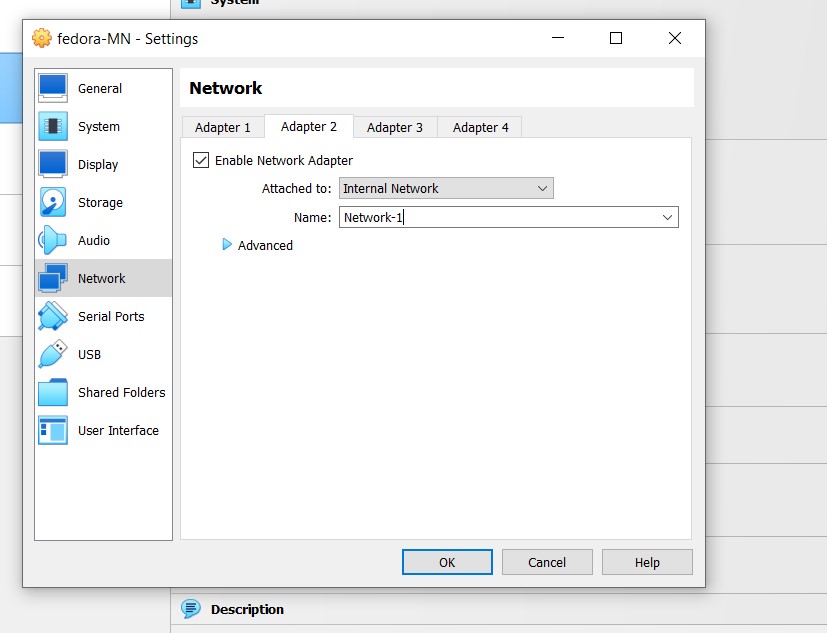 System
fedora-MN - Settings
General
System
Display
Storage
Audio
Network
Serial Ports
USB
Shared Folders
User Interface
Network
Adapter 1 Adapter 2 Adapter 3 Adapter 4
Enable Network Adapter
Attached to: Internal Network
Name: Network-1
Advanced
OK Cancel Help
Description